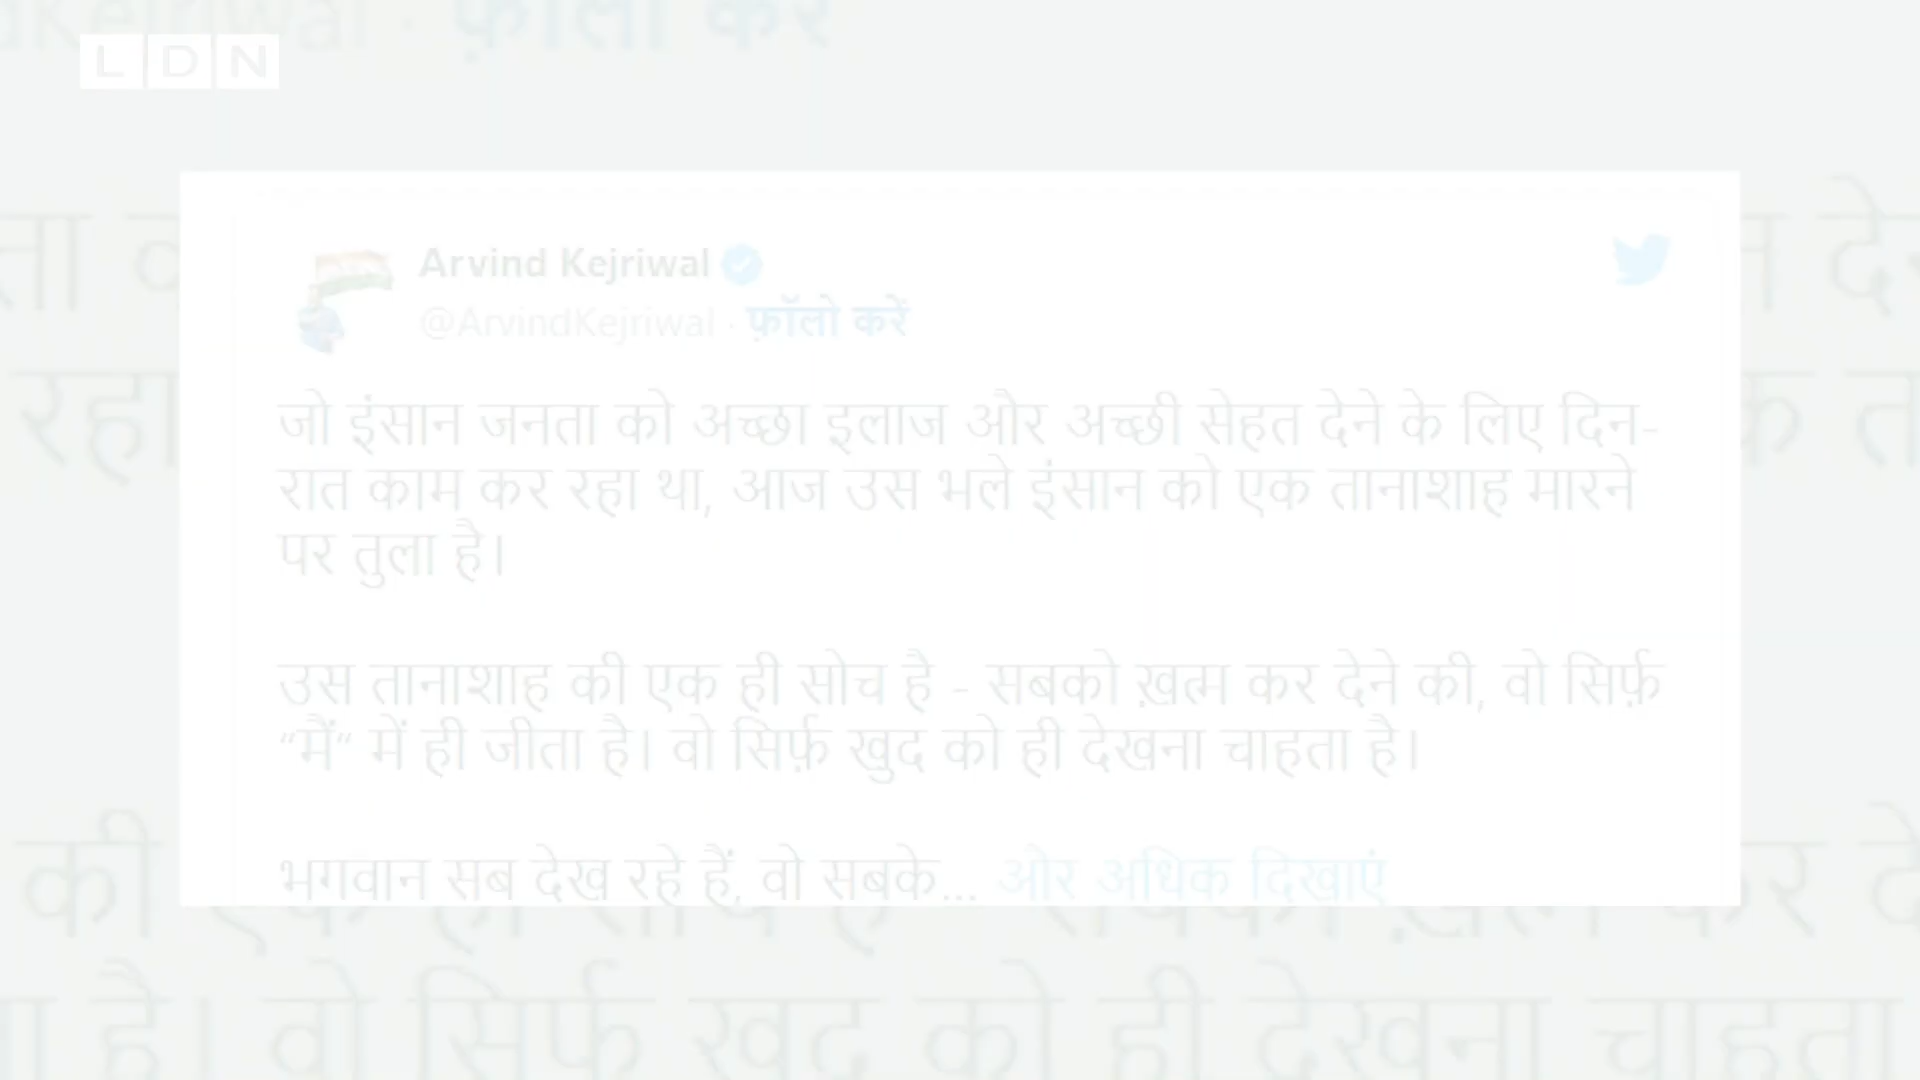 LDN
Arvind Kejriwal
@ArvindKejriwal · फ़ॉलो करें
जो इंसान जनता को अच्छा इलाज और अच्छी सेहत देने के लिए दिन-
रात काम कर रहा था, आज उस भले इंसान को एक तानाशाह मारने
पर तुला है।
उस तानाशाह की एक ही सोच है - सबको ख़त्म कर देने की, वो सिर्फ़
“मैं“ में ही जीता है। वो सिर्फ़ खुद को ही देखना चाहता है।
भगवान सब देख रहे हैं, वो सबके... और अधिक दिखाएं